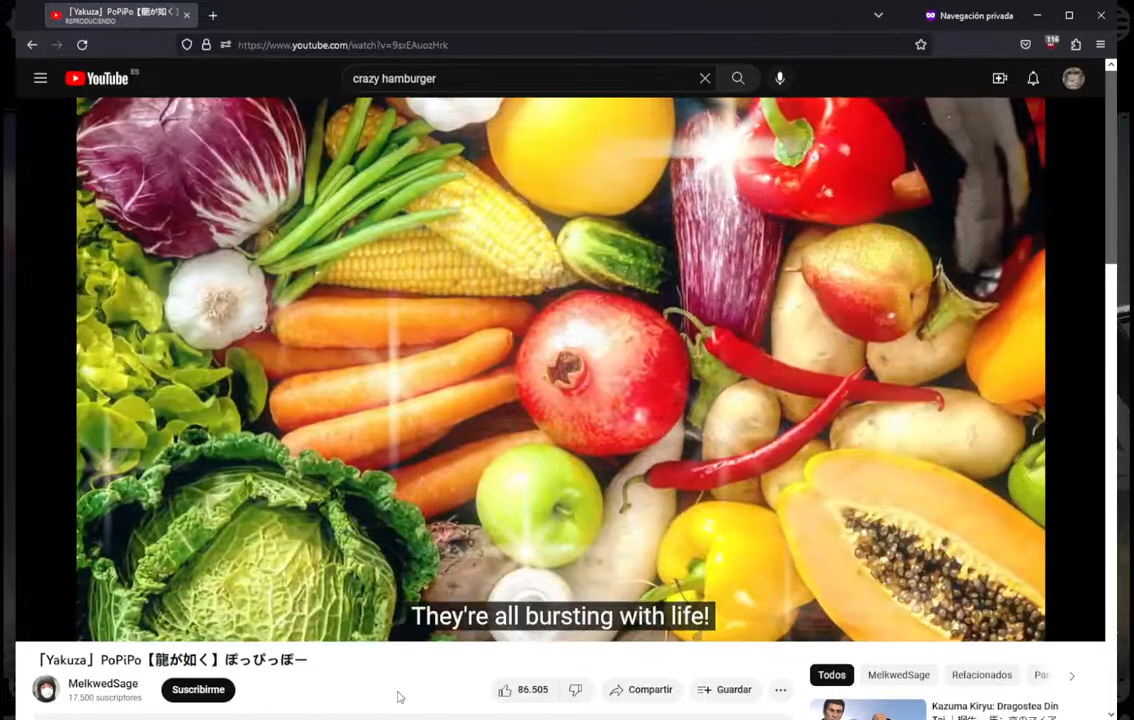 「Yakuza」PoPiPo【龍が如く】
REPRODUCIENDO
Navegación privada
https://www.youtube.com/watch?v=9sxEAuozHrk
116
YouTube ES
crazy hamburger
They're all bursting with life!
「Yakuza」PoPiPo【龍が如く】ぽっぴっぽー
MelkwedSage
17.500 suscriptores
Suscribirme
86.505
Compartir
Guardar
Todos
MelkwedSage
Relacionados
Kazuma Kiryu: Dragostea Din